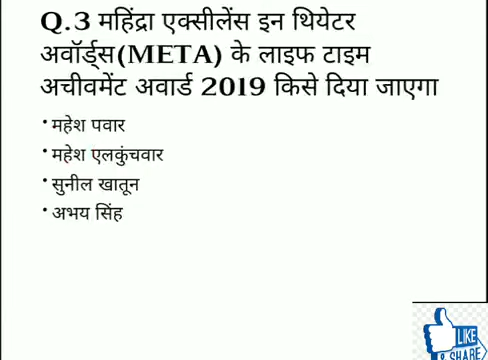 Q.3 महिंद्रा एक्सीलेंस इन थियेटर
अवॉर्ड्स(META) के लाइफ टाइम
अचीवमेंट अवार्ड 2019 किसे दिया जाएगा
• महेश पवार
• महेश एलकुंचवार
• सुनील खातून
• अभय सिंह
LIKE
& SHARE